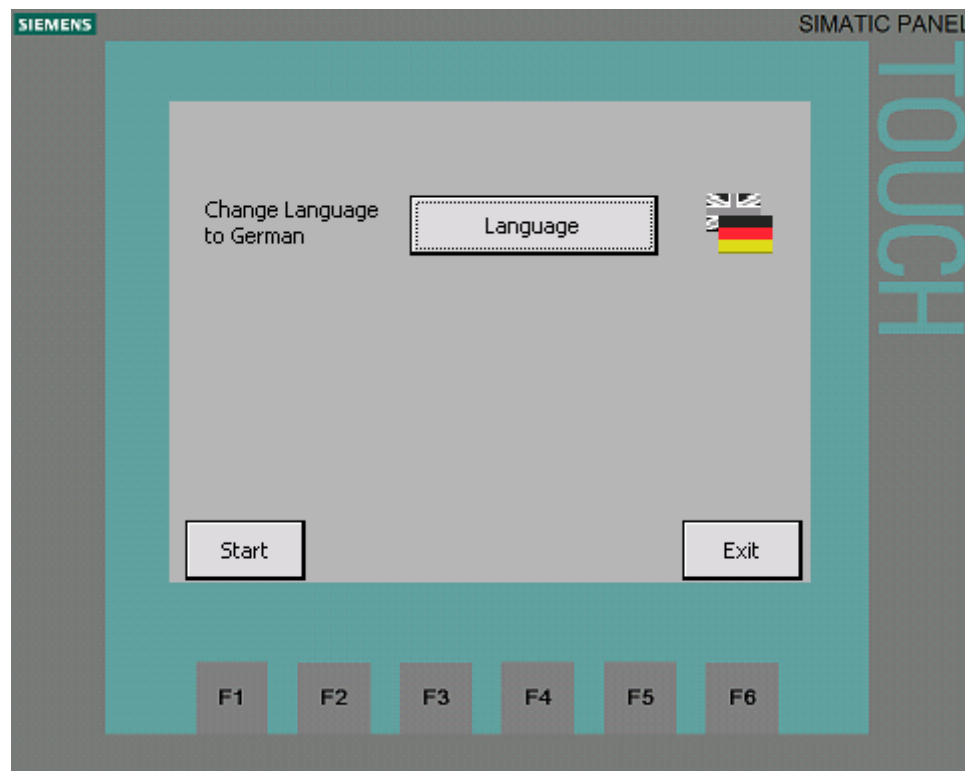 SIEMENS
SIMATIC PANEL
TOUCH
Change Language
to German
Language
Start
Exit
F1 F2 F3 F4 F5 F6